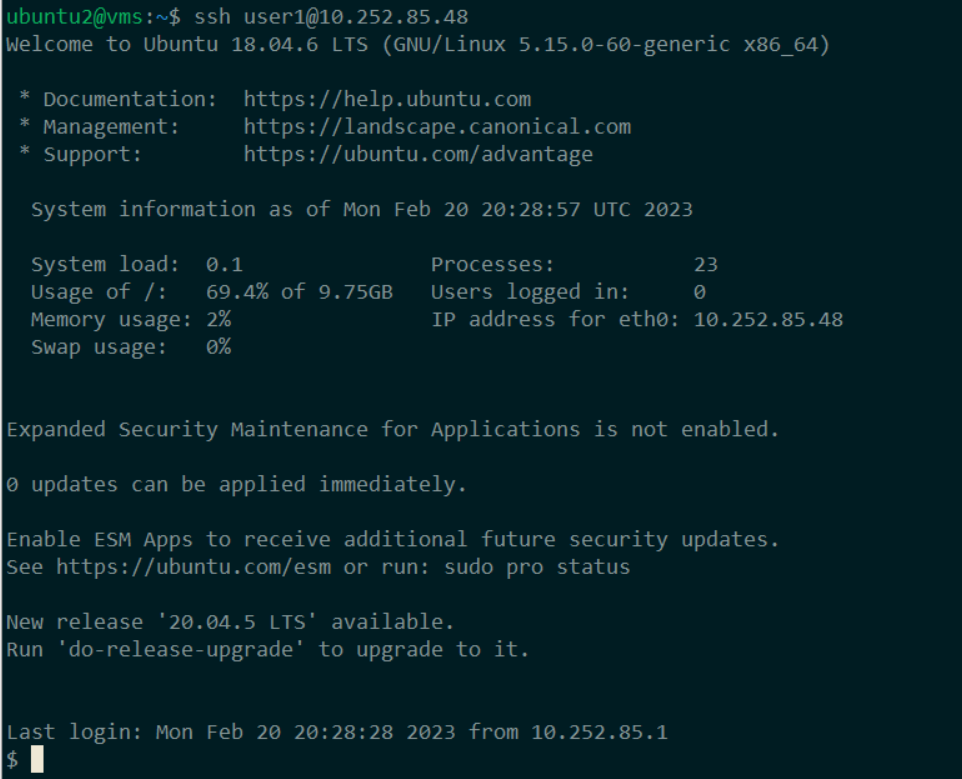 ubuntu2@vms:~$ ssh user1@10.252.85.48
Welcome to Ubuntu 18.04.6 LTS (GNU/Linux 5.15.0-60-generic x86_64)
* Documentation: https://help.ubuntu.com
* Management: https://landscape.canonical.com
* Support: https://ubuntu.com/advantage
System information as of Mon Feb 20 20:28:57 UTC 2023
System load: 0.1 Processes: 23
Usage of /: 69.4% of 9.75GB Users logged in: 0
Memory usage: 2% IP address for eth0: 10.252.85.48
Swap usage: 0%
Expanded Security Maintenance for Applications is not enabled.
0 updates can be applied immediately.
Enable ESM Apps to receive additional future security updates.
See https://ubuntu.com/esm or run: sudo pro status
New release '20.04.5 LTS' available.
Run 'do-release-upgrade' to upgrade to it.
Last login: Mon Feb 20 20:28:28 2023 from 10.252.85.1
$